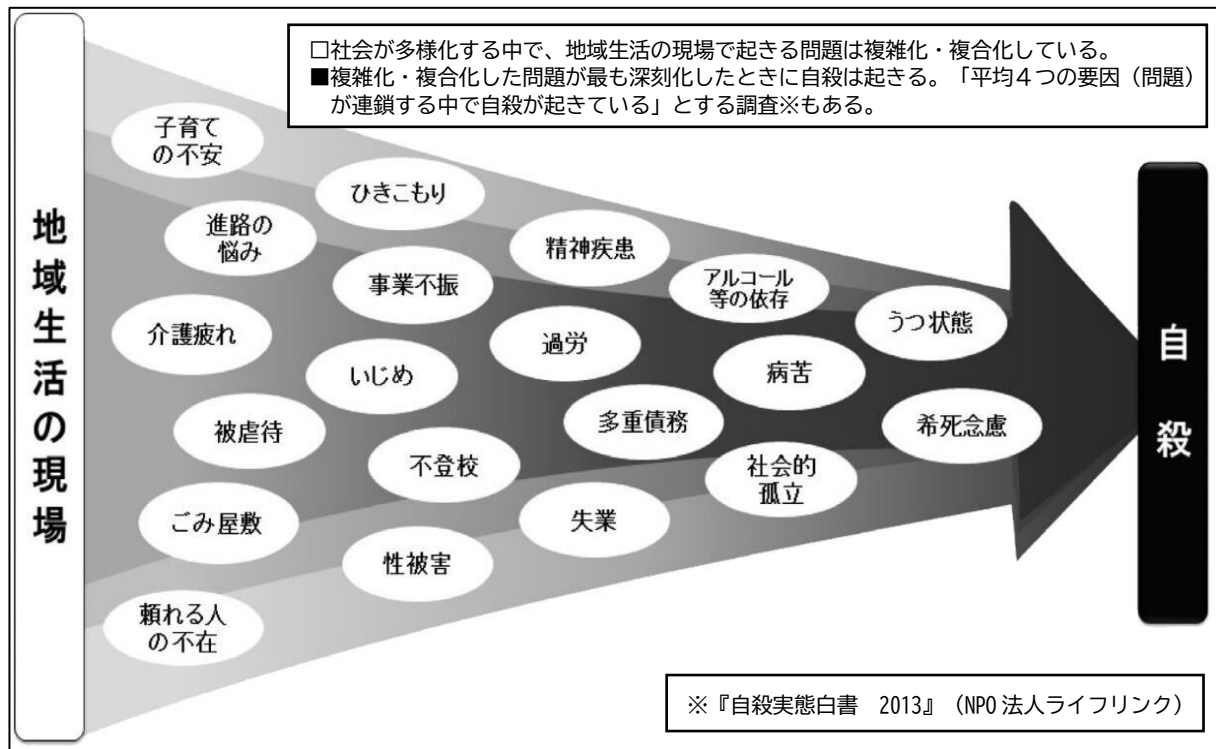 □社会が多様化する中で、地域生活の現場で起きる問題は複雑化・複合化している。
■複雑化・複合化した問題が最も深刻化したときに自殺は起きる。「平均４つの要因（問題）
が連鎖する中で自殺が起きている」とする調査※もある。
地域生活の現場
子育て
の不安
ひきこもり
進路の
悩み
精神疾患
事業不振
アルコール
等の依存
うつ状態
介護疲れ
過労
いじめ
病苦
被虐待
多重債務
希死念慮
不登校
社会的
孤立
ごみ屋敷
失業
性被害
頼れる人
の不在
自殺
※『自殺実態白書　2013』（NPO法人ライフリンク）